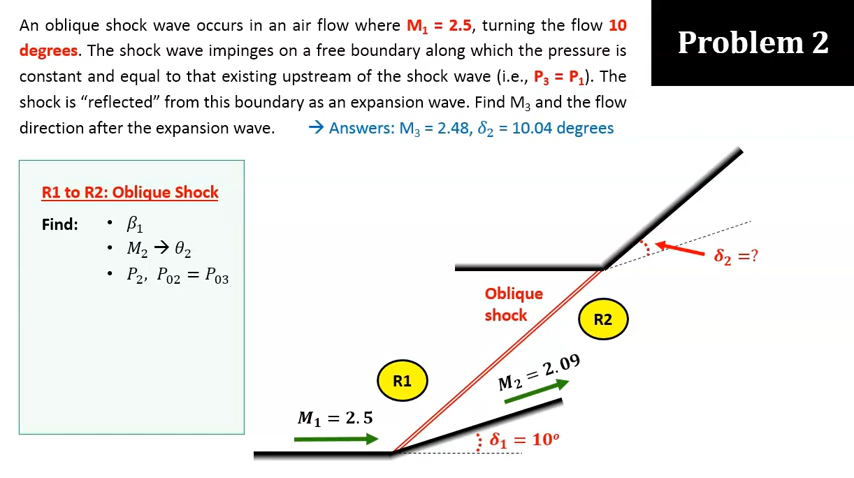 An oblique shock wave occurs in an air flow where M₁ = 2.5, turning the flow 10
degrees. The shock wave impinges on a free boundary along which the pressure is
constant and equal to that existing upstream of the shock wave (i.e., P₃ = P₁). The
shock is “reflected” from this boundary as an expansion wave. Find M₃ and the flow
direction after the expansion wave. → Answers: M₃ = 2.48, δ₂ = 10.04 degrees
Problem 2
R1 to R2: Oblique Shock
Find: • β₁
• M₂ → θ₂
• P₂, P₀₂ = P₀₃
δ₂ =?
Oblique
shock
R2
R1
M₂ = 2.09
M₁ = 2.5
δ₁ = 10°